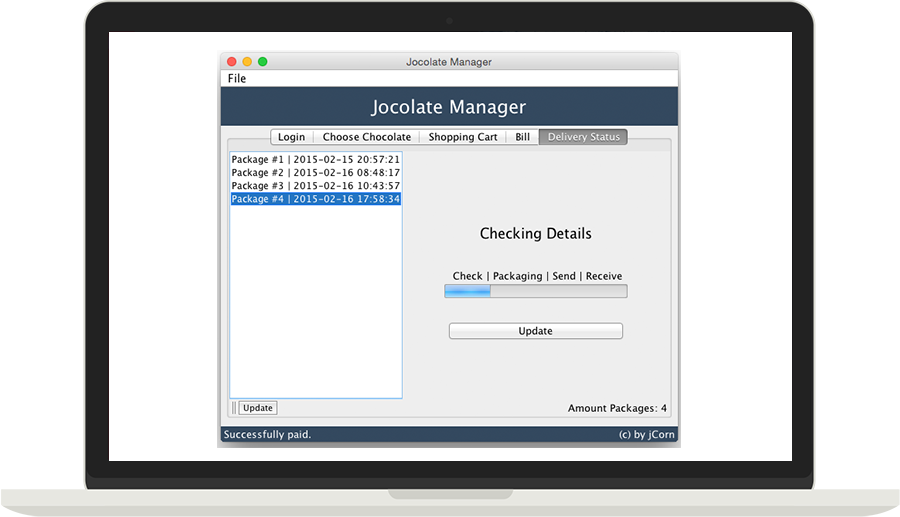 Jocolate Manager
File
Jocolate Manager
Login Choose Chocolate Shopping Cart Bill Delivery Status
Package #1 | 2015-02-15 20:57:21
Package #2 | 2015-02-16 08:48:17
Package #3 | 2015-02-16 10:43:57
Package #4 | 2015-02-16 17:58:34
Checking Details
Check | Packaging | Send | Receive
Update
Update
Amount Packages: 4
Successfully paid.
(c) by jCorn